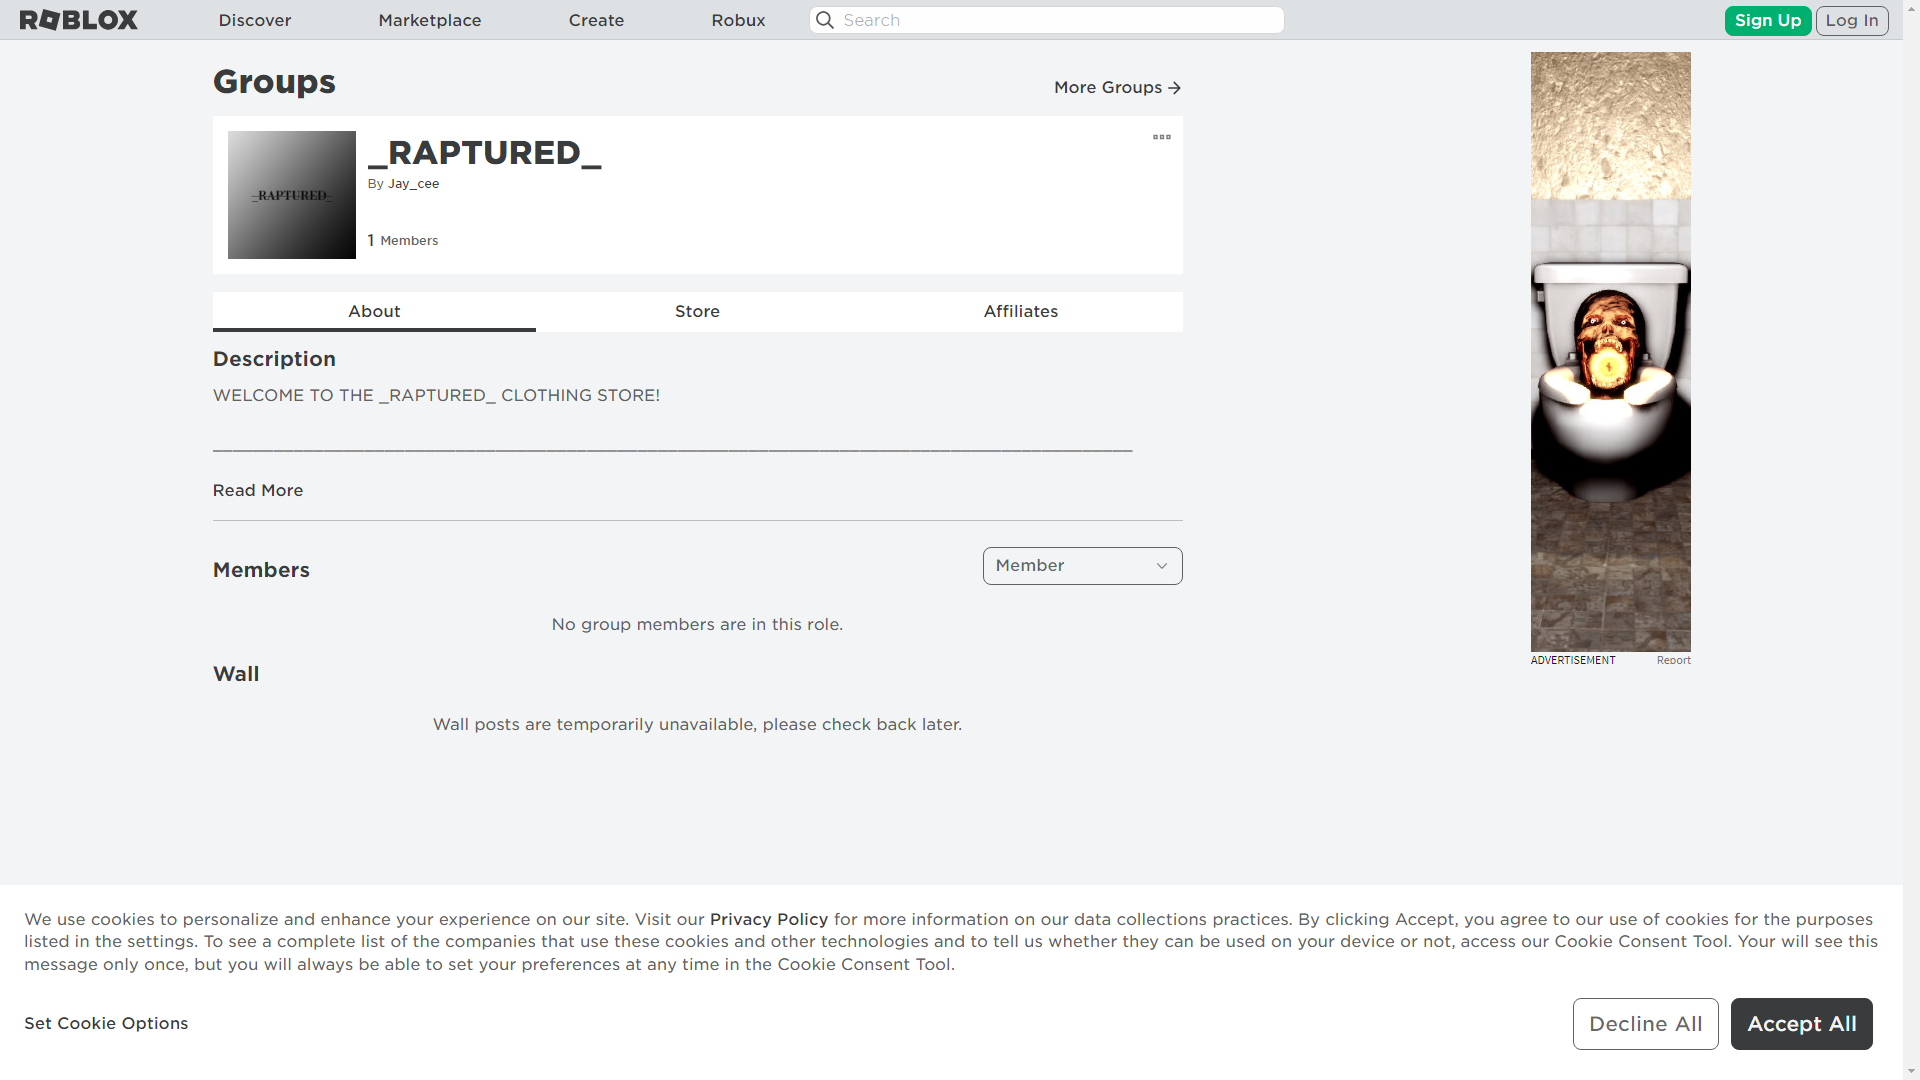 ROBLOX
Discover
Marketplace
Create
Robux
Search
Sign Up
Log In
Groups
More Groups
_RAPTURED_
_RAPTURED_
By Jay_cee
1 Members
About
Store
Affiliates
Description
WELCOME TO THE _RAPTURED_ CLOTHING STORE!
Read More
Members
Member
No group members are in this role.
Wall
Wall posts are temporarily unavailable, please check back later.
ADVERTISEMENT
Report
We use cookies to personalize and enhance your experience on our site. Visit our Privacy Policy for more information on our data collections practices. By clicking Accept, you agree to our use of cookies for the purposes
listed in the settings. To see a complete list of the companies that use these cookies and other technologies and to tell us whether they can be used on your device or not, access our Cookie Consent Tool. Your will see this
message only once, but you will always be able to set your preferences at any time in the Cookie Consent Tool.
Set Cookie Options
Decline All
Accept All